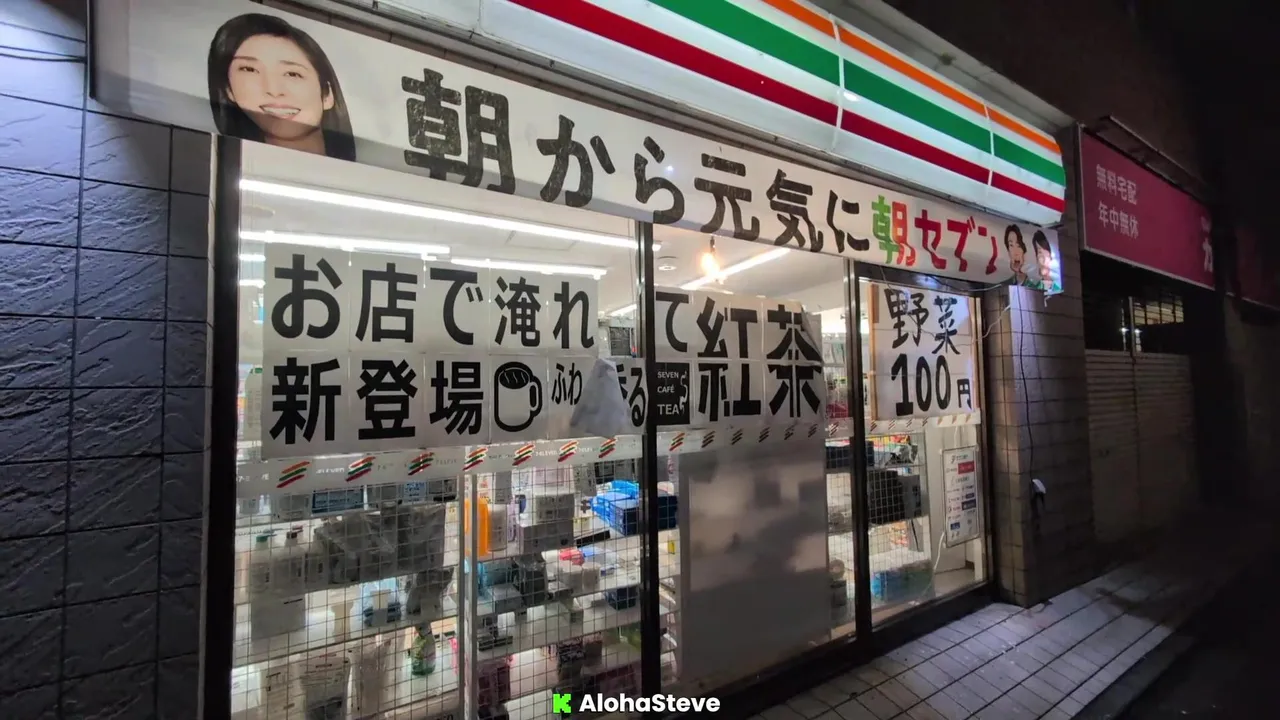 朝から元気に朝セブン
無料宅配
年中無休
お店で淹れ
て紅茶
野菜
100円
新登場
ふわ
る
SEVEN
CAFÉ
TEA
紅茶
AlohaSteve